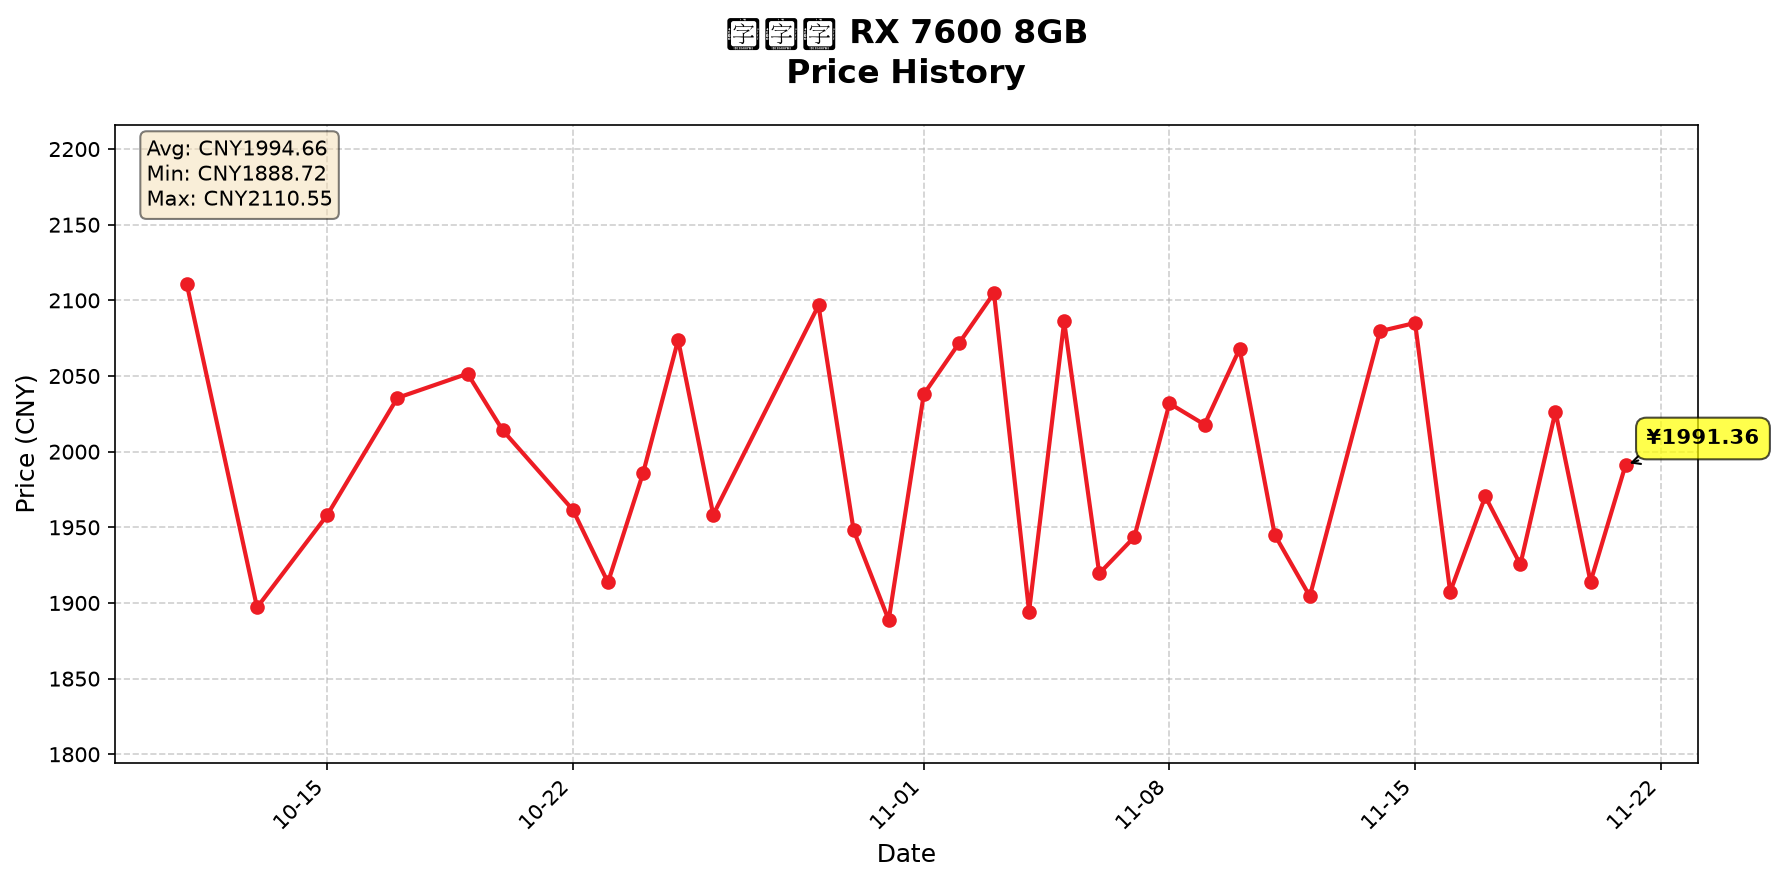 RX 7600 8GB
Price History
Avg: CNY1994.66
Min: CNY1888.72
Max: CNY2110.55
¥1991.36
Price (CNY)
2200
2150
2100
2050
2000
1950
1900
1850
1800
10-15
10-22
11-01
11-08
11-15
11-22
Date